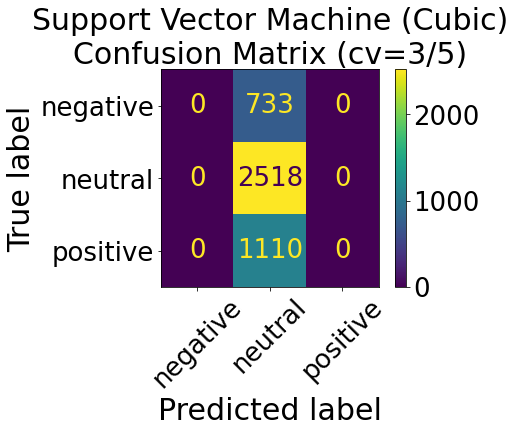 Support Vector Machine (Cubic)
Confusion Matrix (cv=3/5)
True label
negative 0 733 0
neutral 0 2518 0
positive 0 1110 0
2000
1000
0
negative neutral positive
Predicted label